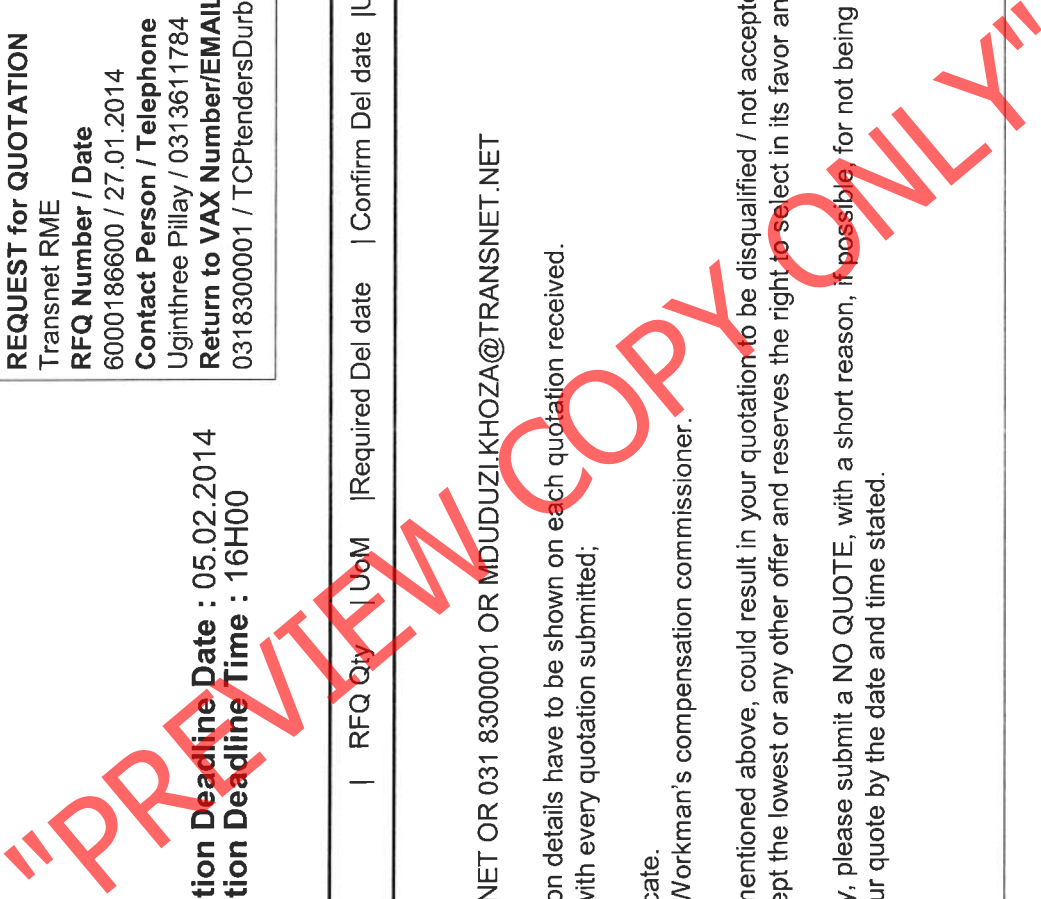 REQUEST for QUOTATION
Transnet RME
RFQ Number / Date
6000186600 / 27.01.2014
Contact Person / Telephone
Uginthree Pillay / 0313611784
Return to VAX Number/EMAIL
0318300001 / TCPtendersDurb
tion Deadline Date : 05.02.2014
tion Deadline Time : 16H00
| RFQ Qty | UoM |Required Del date | Confirm Del date |U
NET OR 031 8300001 OR MDUDUZI.KHOZA@TRANSNET.NET
on details have to be shown on each quotation received.
with every quotation submitted;
cate.
Workman's compensation commissioner.
mentioned above, could result in your quotation to be disqualified / not accepte
ept the lowest or any other offer and reserves the right to select in its favor an
y, please submit a NO QUOTE, with a short reason, if possible, for not being
ur quote by the date and time stated.
"PREVIEW COPY ONLY"